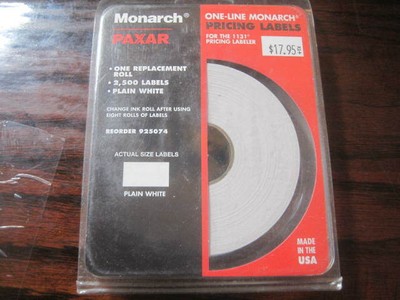 Monarch®
PAXAR
• ONE REPLACEMENT
ROLL
• 2,500 LABELS
• PLAIN WHITE
CHANGE INK ROLL AFTER USING
EIGHT ROLLS OF LABELS
REORDER 925074
ACTUAL SIZE LABELS
PLAIN WHITE
ONE-LINE MONARCH®
PRICING LABELS
FOR THE 1131®
PRICING LABELER
$17.95
MADE
IN THE
USA